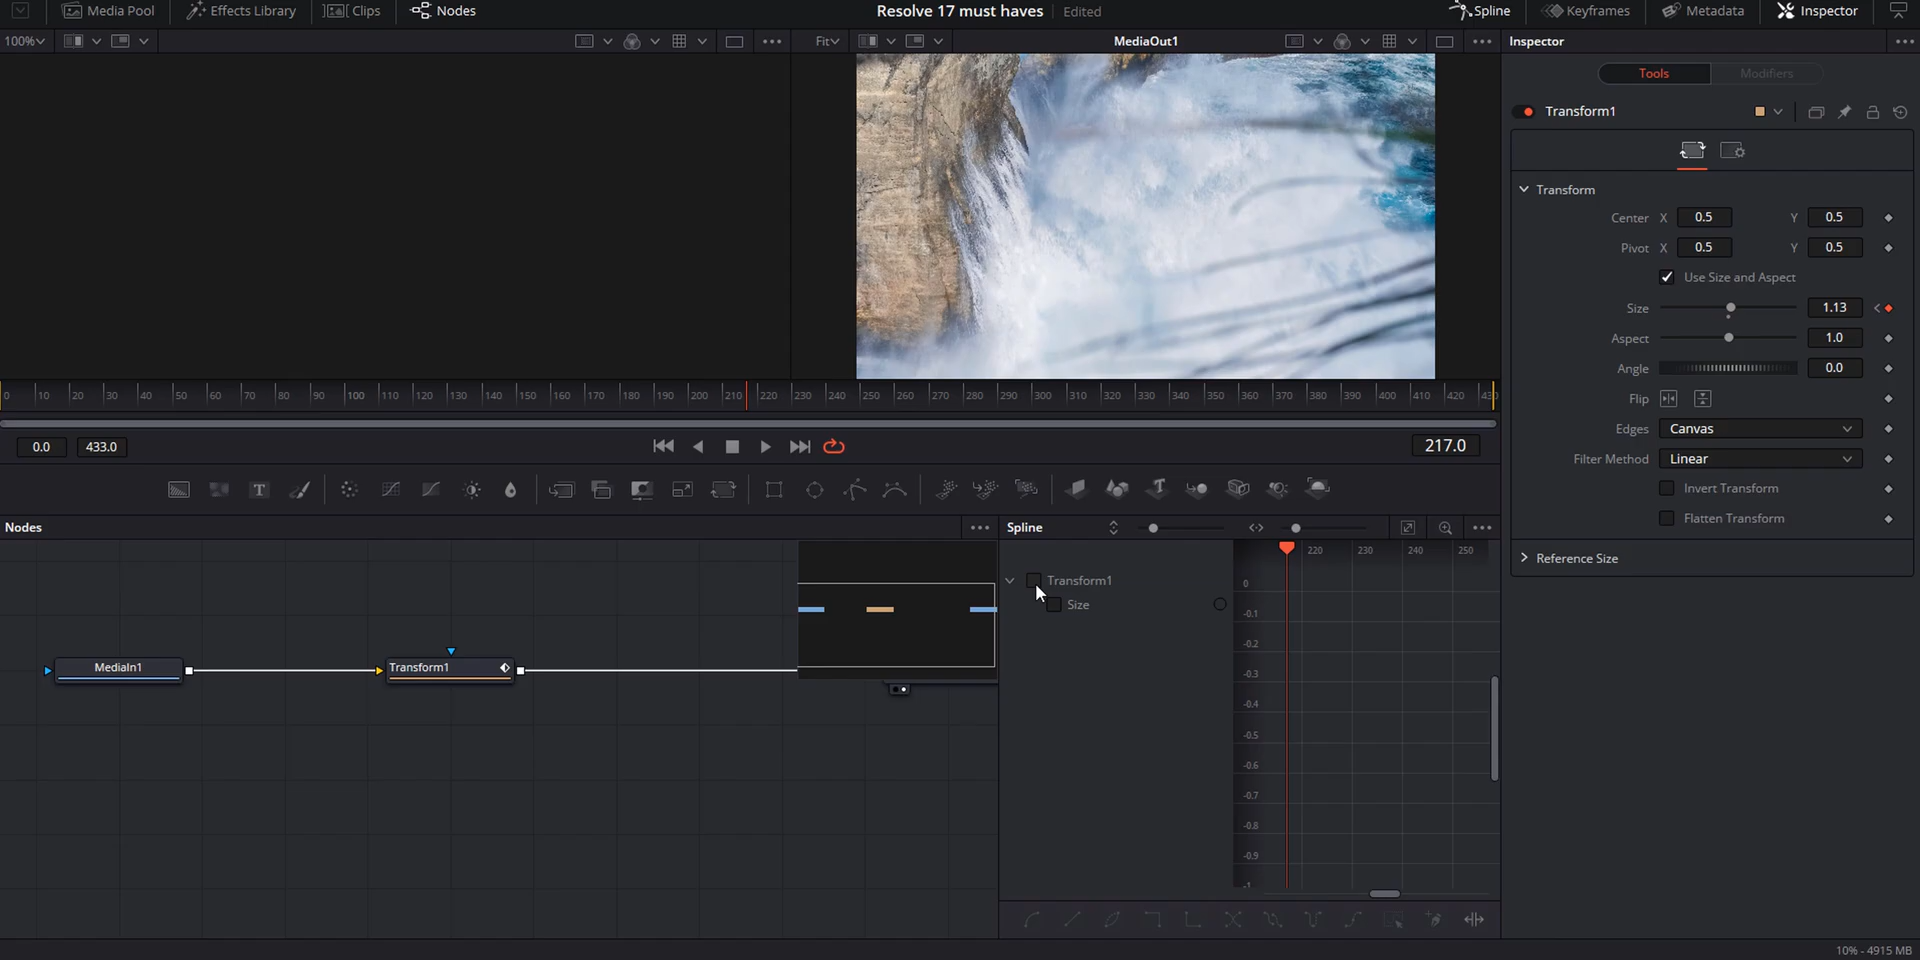 Media Pool Effects Library Clips Nodes Resolve 17 must haves Edited Spline Keyframes Metadata Inspector
100% Fit MediaOut1 Inspector
Tools Modifiers
Transform1
Transform
Center X 0.5 Y 0.5
Pivot X 0.5 Y 0.5
Use Size and Aspect
Size 1.13
Aspect 1.0
Angle 0.0
Flip
Edges Canvas
Filter Method Linear
Invert Transform
Flatten Transform
Reference Size
0 10 20 30 40 50 60 70 80 90 100 110 120 130 140 150 160 170 180 190 200 210 220 230 240 250 260 270 280 290 300 310 320 330 340 350 360 370 380 390 400 410 420
0.0 433.0 217.0
Nodes
MediaIn1
Transform1
Spline
220 230 240 250
Transform1
Size
0
-0.1
-0.2
-0.3
-0.4
-0.5
-0.6
-0.7
-0.8
-0.9
-1
10% - 4915 MB